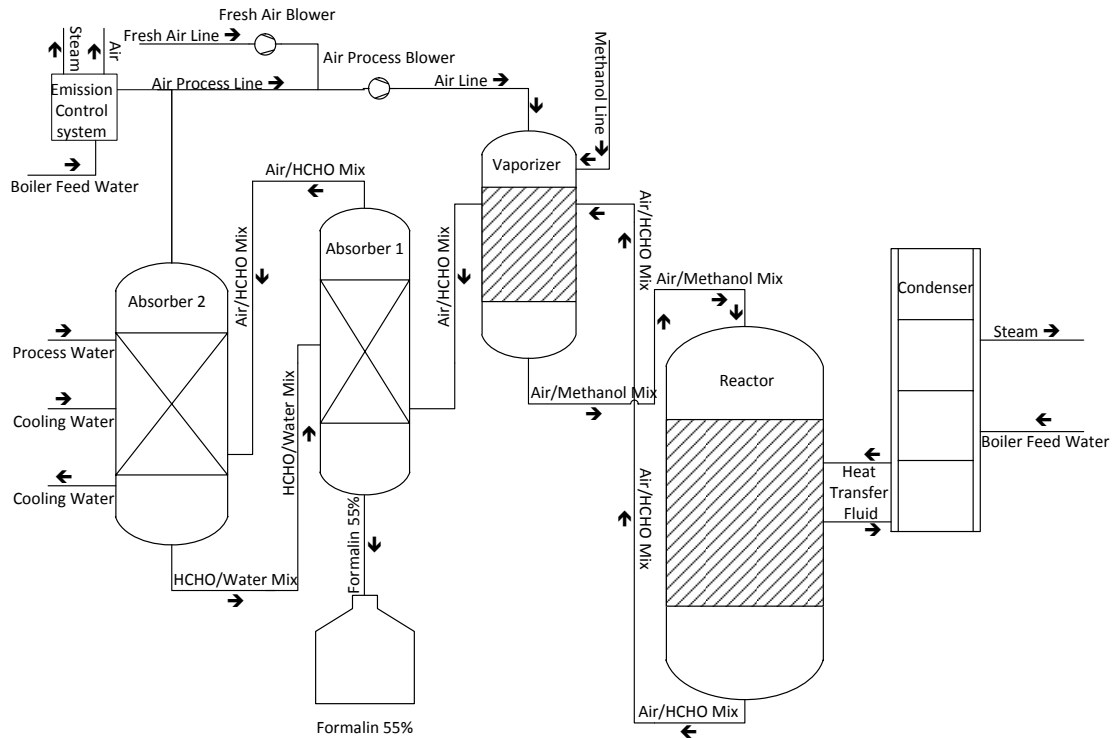 Fresh Air Blower
Steam
Air
Fresh Air Line
Air Process Blower
Emission
Control
system
Air Process Line
Air Line
Methanol Line
Boiler Feed Water
Air/HCHO Mix
Vaporizer
Absorber 1
Air/HCHO Mix
Air/HCHO Mix
Air/HCHO Mix
Absorber 2
Air/Methanol Mix
Condenser
Process Water
Steam
Air/Methanol Mix
Reactor
Cooling Water
HCHO/Water Mix
Boiler Feed Water
Cooling Water
Heat
Transfer
Fluid
Air/HCHO Mix
Formalin 55%
HCHO/Water Mix
Air/HCHO Mix
Formalin 55%